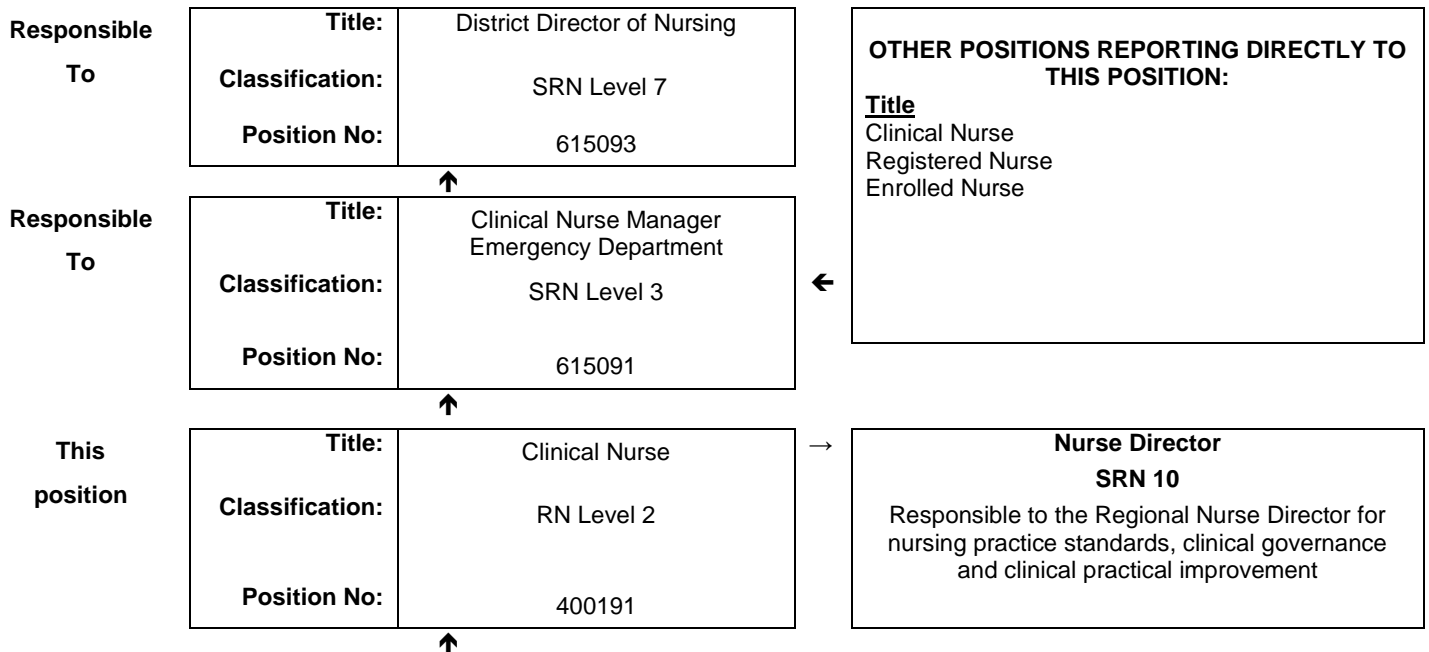 Responsible
To
Title:
District Director of Nursing
Classification:
SRN Level 7
Position No:
615093
OTHER POSITIONS REPORTING DIRECTLY TO
THIS POSITION:
Title
Clinical Nurse
Registered Nurse
Enrolled Nurse
↑
Responsible
To
Title:
Clinical Nurse Manager
Emergency Department
Classification:
SRN Level 3
Position No:
615091
←
↑
This
position
Title:
Clinical Nurse
Classification:
RN Level 2
Position No:
400191
→
Nurse Director
SRN 10
Responsible to the Regional Nurse Director for
nursing practice standards, clinical governance
and clinical practical improvement
↑